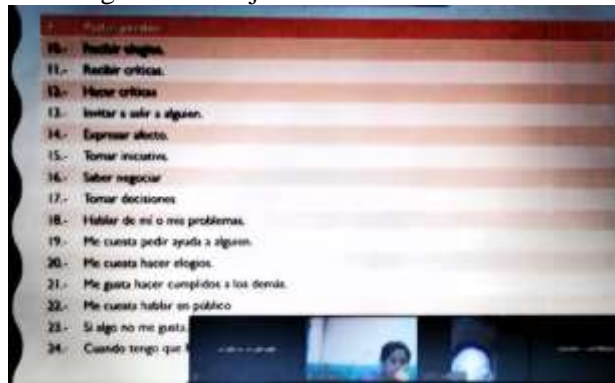 Pedir perdón
10.- Recibir elogios.
11.- Recibir críticas.
12.- Hacer críticas
13.- Invitar a salir a alguien.
14.- Expresar afecto.
15.- Tomar iniciativa.
16.- Saber negociar
17.- Tomar decisiones
18.- Hablar de mí o mis problemas.
19.- Me cuesta pedir ayuda a alguien.
20.- Me cuesta hacer elogios.
21.- Me gusta hacer cumplidos a los demás.
22.- Me cuesta hablar en público
23.- Si algo no me gusta,
24.- Cuando tengo que